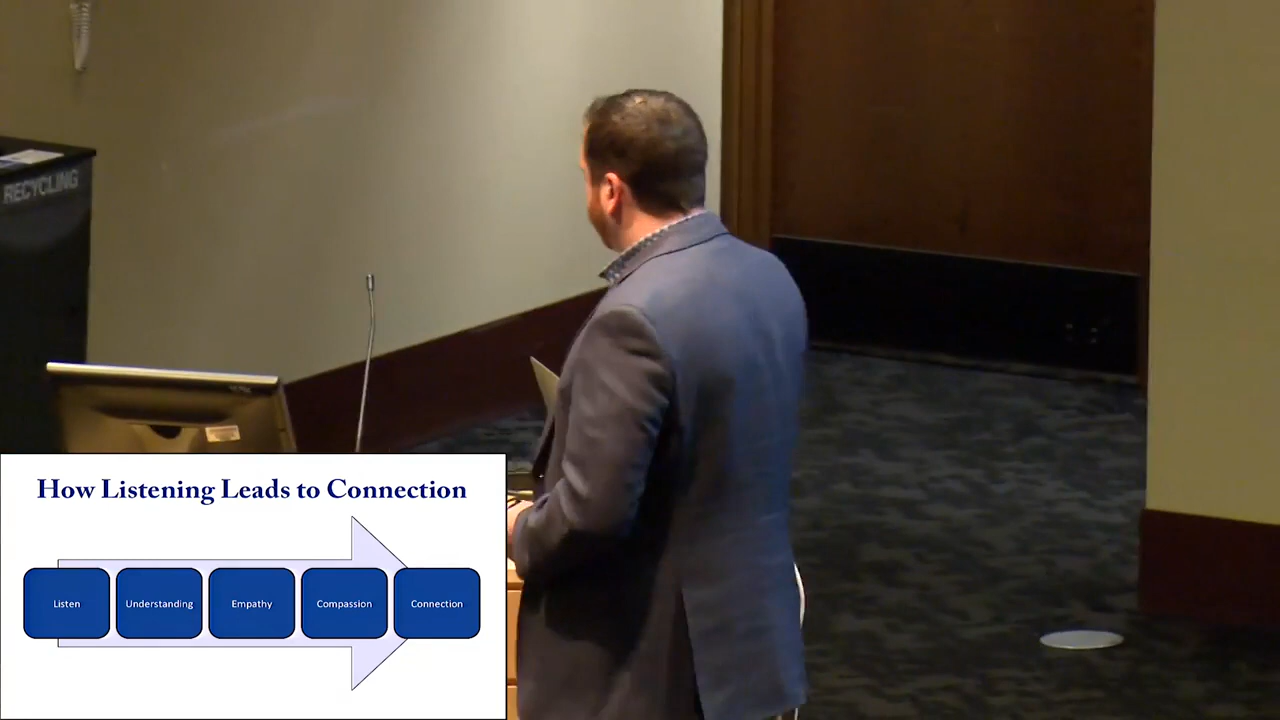 RECYCLING
How Listening Leads to Connection
Listen
Understanding
Empathy
Compassion
Connection